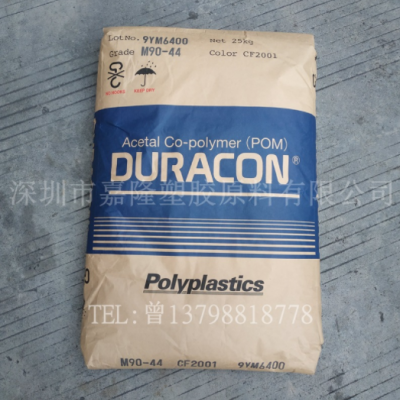 LotNo. 9YM6400 Net 25kg
Grade M90-44 Color CF2001
Acetal Co-polymer (POM)
DURACON®
深圳市嘉隆塑胶原料有限公司
Polyplastics
TEL:曾13798818778
M90-44 CF2001 9YM6400